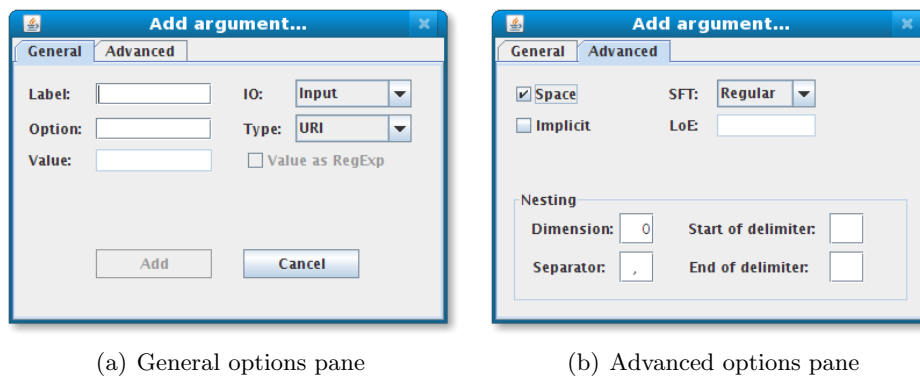 Add argument...
General Advanced
Label: IO: Input
Option: Type: URI
Value: Value as RegExp
Add Cancel
(a) General options pane
Add argument...
General Advanced
Space SFT: Regular
Implicit LoE:
Nesting
Dimension: 0 Start of delimiter:
Separator: , End of delimiter:
(b) Advanced options pane